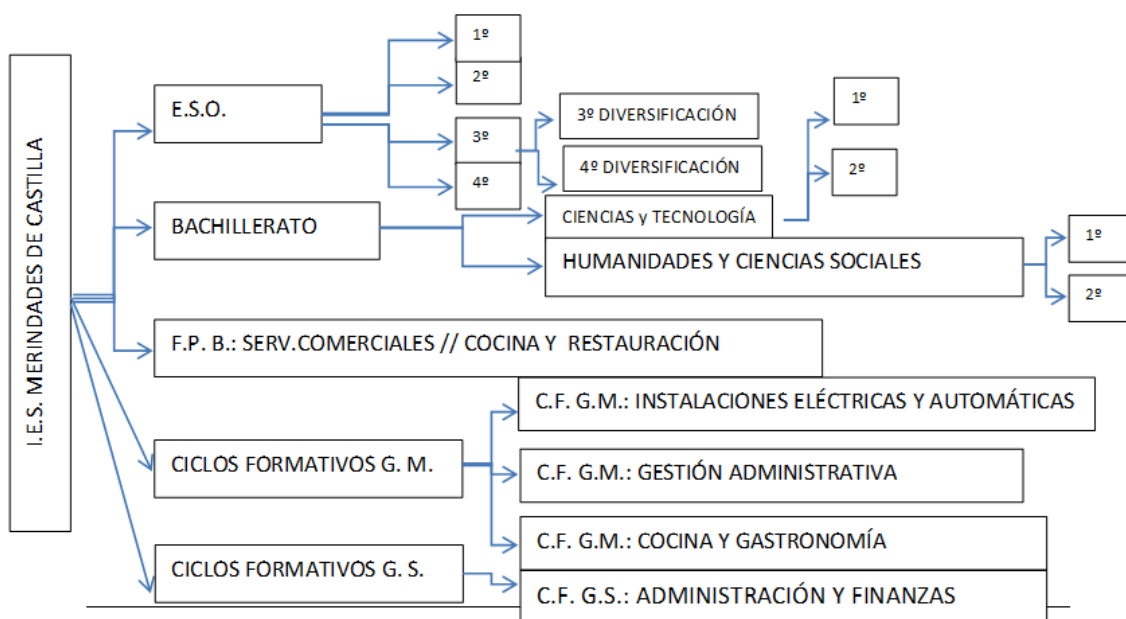 I.E.S. MERINDADES DE CASTILLA
E.S.O.
1º
2º
3º
4º
3º DIVERSIFICACIÓN
4º DIVERSIFICACIÓN
BACHILLERATO
CIENCIAS y TECNOLOGÍA
1º
2º
HUMANIDADES Y CIENCIAS SOCIALES
1º
2º
F.P. B.: SERV.COMERCIALES // COCINA Y RESTAURACIÓN
CICLOS FORMATIVOS G. M.
C.F. G.M.: INSTALACIONES ELÉCTRICAS Y AUTOMÁTICAS
C.F. G.M.: GESTIÓN ADMINISTRATIVA
C.F. G.M.: COCINA Y GASTRONOMÍA
CICLOS FORMATIVOS G. S.
C.F. G.S.: ADMINISTRACIÓN Y FINANZAS